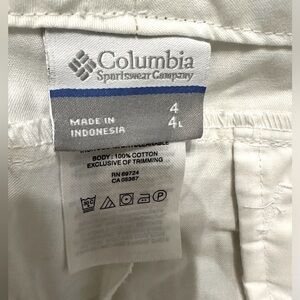 Columbia
Sportswear Company
4
MADE IN 4L
INDONESIA
BODY: 100% COTTON
EXCLUSIVE OF TRIMMING
RN 69724
CA 05367
P